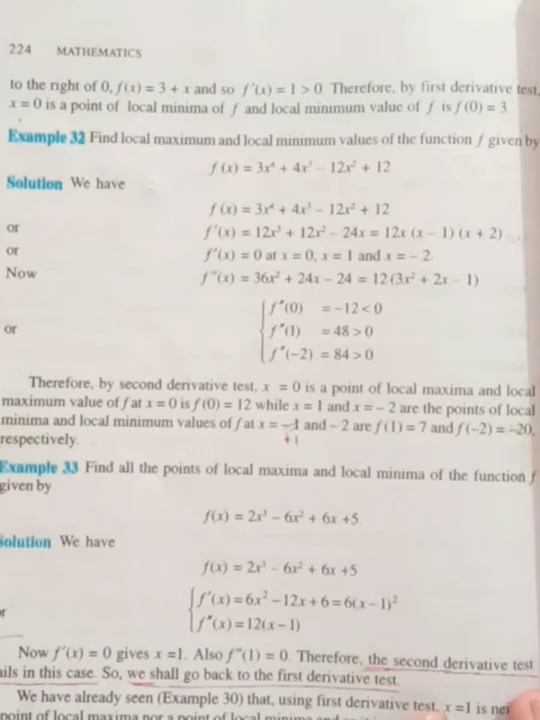 224 MATHEMATICS
to the right of 0, f(x) = 3 + x and so f′(x) = 1 > 0. Therefore, by first derivative test,
x = 0 is a point of local minima of f and local minimum value of f is f(0) = 3.
Example 32 Find local maximum and local minimum values of the function f given by
f (x) = 3x⁴ + 4x³ – 12x² + 12
Solution We have
f (x) = 3x⁴ + 4x³ – 12x² + 12
or f′(x) = 12x³ + 12x² – 24x = 12x (x – 1) (x + 2)
or f′(x) = 0 at x = 0, x = 1 and x = – 2.
Now f″(x) = 36x² + 24x – 24 = 12 (3x² + 2x – 1)
f″(0) = –12 < 0
or f″(1) = 48 > 0
f″(–2) = 84 > 0
Therefore, by second derivative test, x = 0 is a point of local maxima and local
maximum value of f at x = 0 is f (0) = 12 while x = 1 and x = – 2 are the points of local
minima and local minimum values of f at x = –1 and – 2 are f (1) = 7 and f (–2) = –20,
+1
respectively.
Example 33 Find all the points of local maxima and local minima of the function f
given by
f(x) = 2x³ – 6x² + 6x +5.
Solution We have
f(x) = 2x³ – 6x² + 6x +5
f′(x) = 6x² –12x + 6 = 6(x – 1)²
or f″(x) = 12(x – 1)
Now f′(x) = 0 gives x =1. Also f″(1) = 0. Therefore, the second derivative test
ails in this case. So, we shall go back to the first derivative test.
We have already seen (Example 30) that, using first derivative test, x =1 is nei
point of local maxima nor a point of local minima and